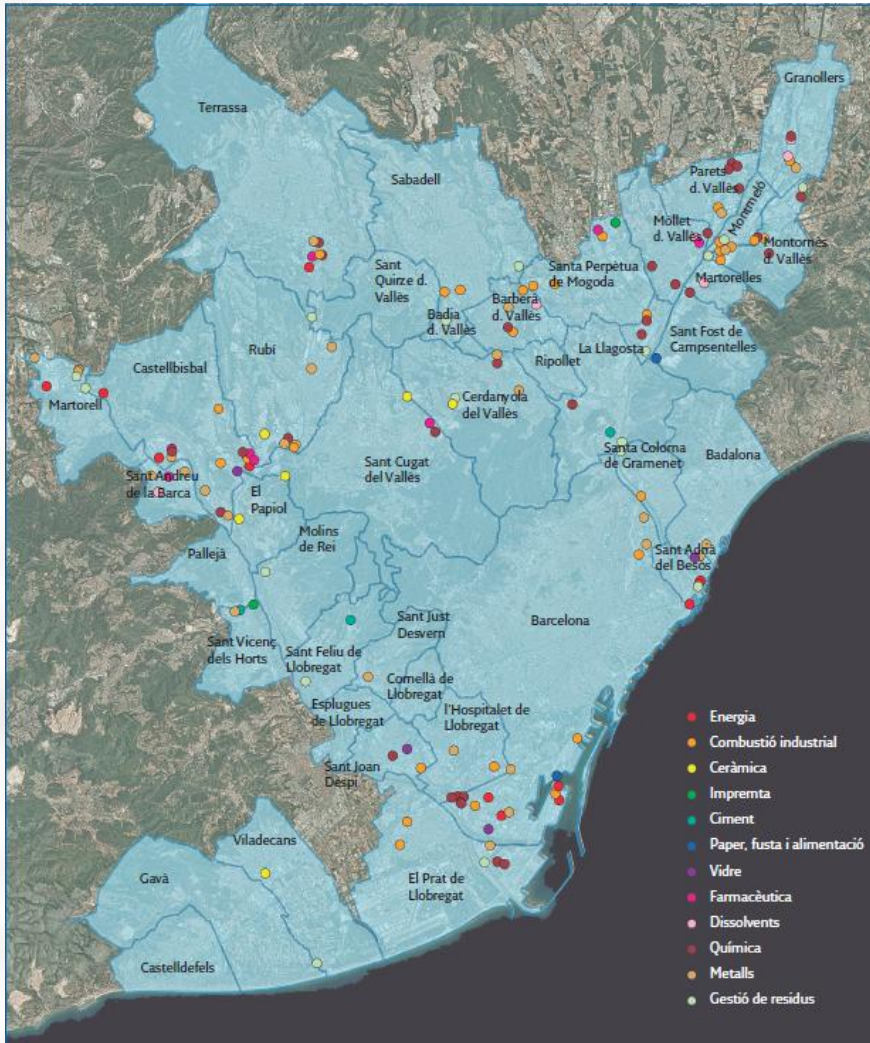 Granollers
Terrassa
Sabadell
Parets
d. Vallès
Montmeló
Mollet
d. Vallès
Montornès
d. Vallès
Sant
Quirze d.
Vallès
Santa Perpètua
de Mogoda
Martorelles
Badia
d. Vallès
Barberà
d. Vallès
Sant Fost de
Campsentelles
La Llagosta
Ripollet
Rubí
Castellbisbal
Martorell
Cerdanyola
del Vallès
Sant Cugat
del Vallès
Santa Coloma
de Gramenet
Badalona
Sant Andreu
de la Barca
El
Papiol
Molins
de Rei
Pallejà
Sant Adrià
del Besòs
Sant Just
Desvern
Barcelona
Sant Vicenç
dels Horts
Sant Feliu de
Llobregat
Cornellà de
Llobregat
Esplugues
de Llobregat
l'Hospitalet de
Llobregat
Sant Joan
Despí
Viladecans
Gavà
El Prat de
Llobregat
Castelldefels
Energia
Combustió industrial
Ceràmica
Impremta
Ciment
Paper, fusta i alimentació
Vidre
Farmacèutica
Dissolvents
Química
Metalls
Gestió de residus